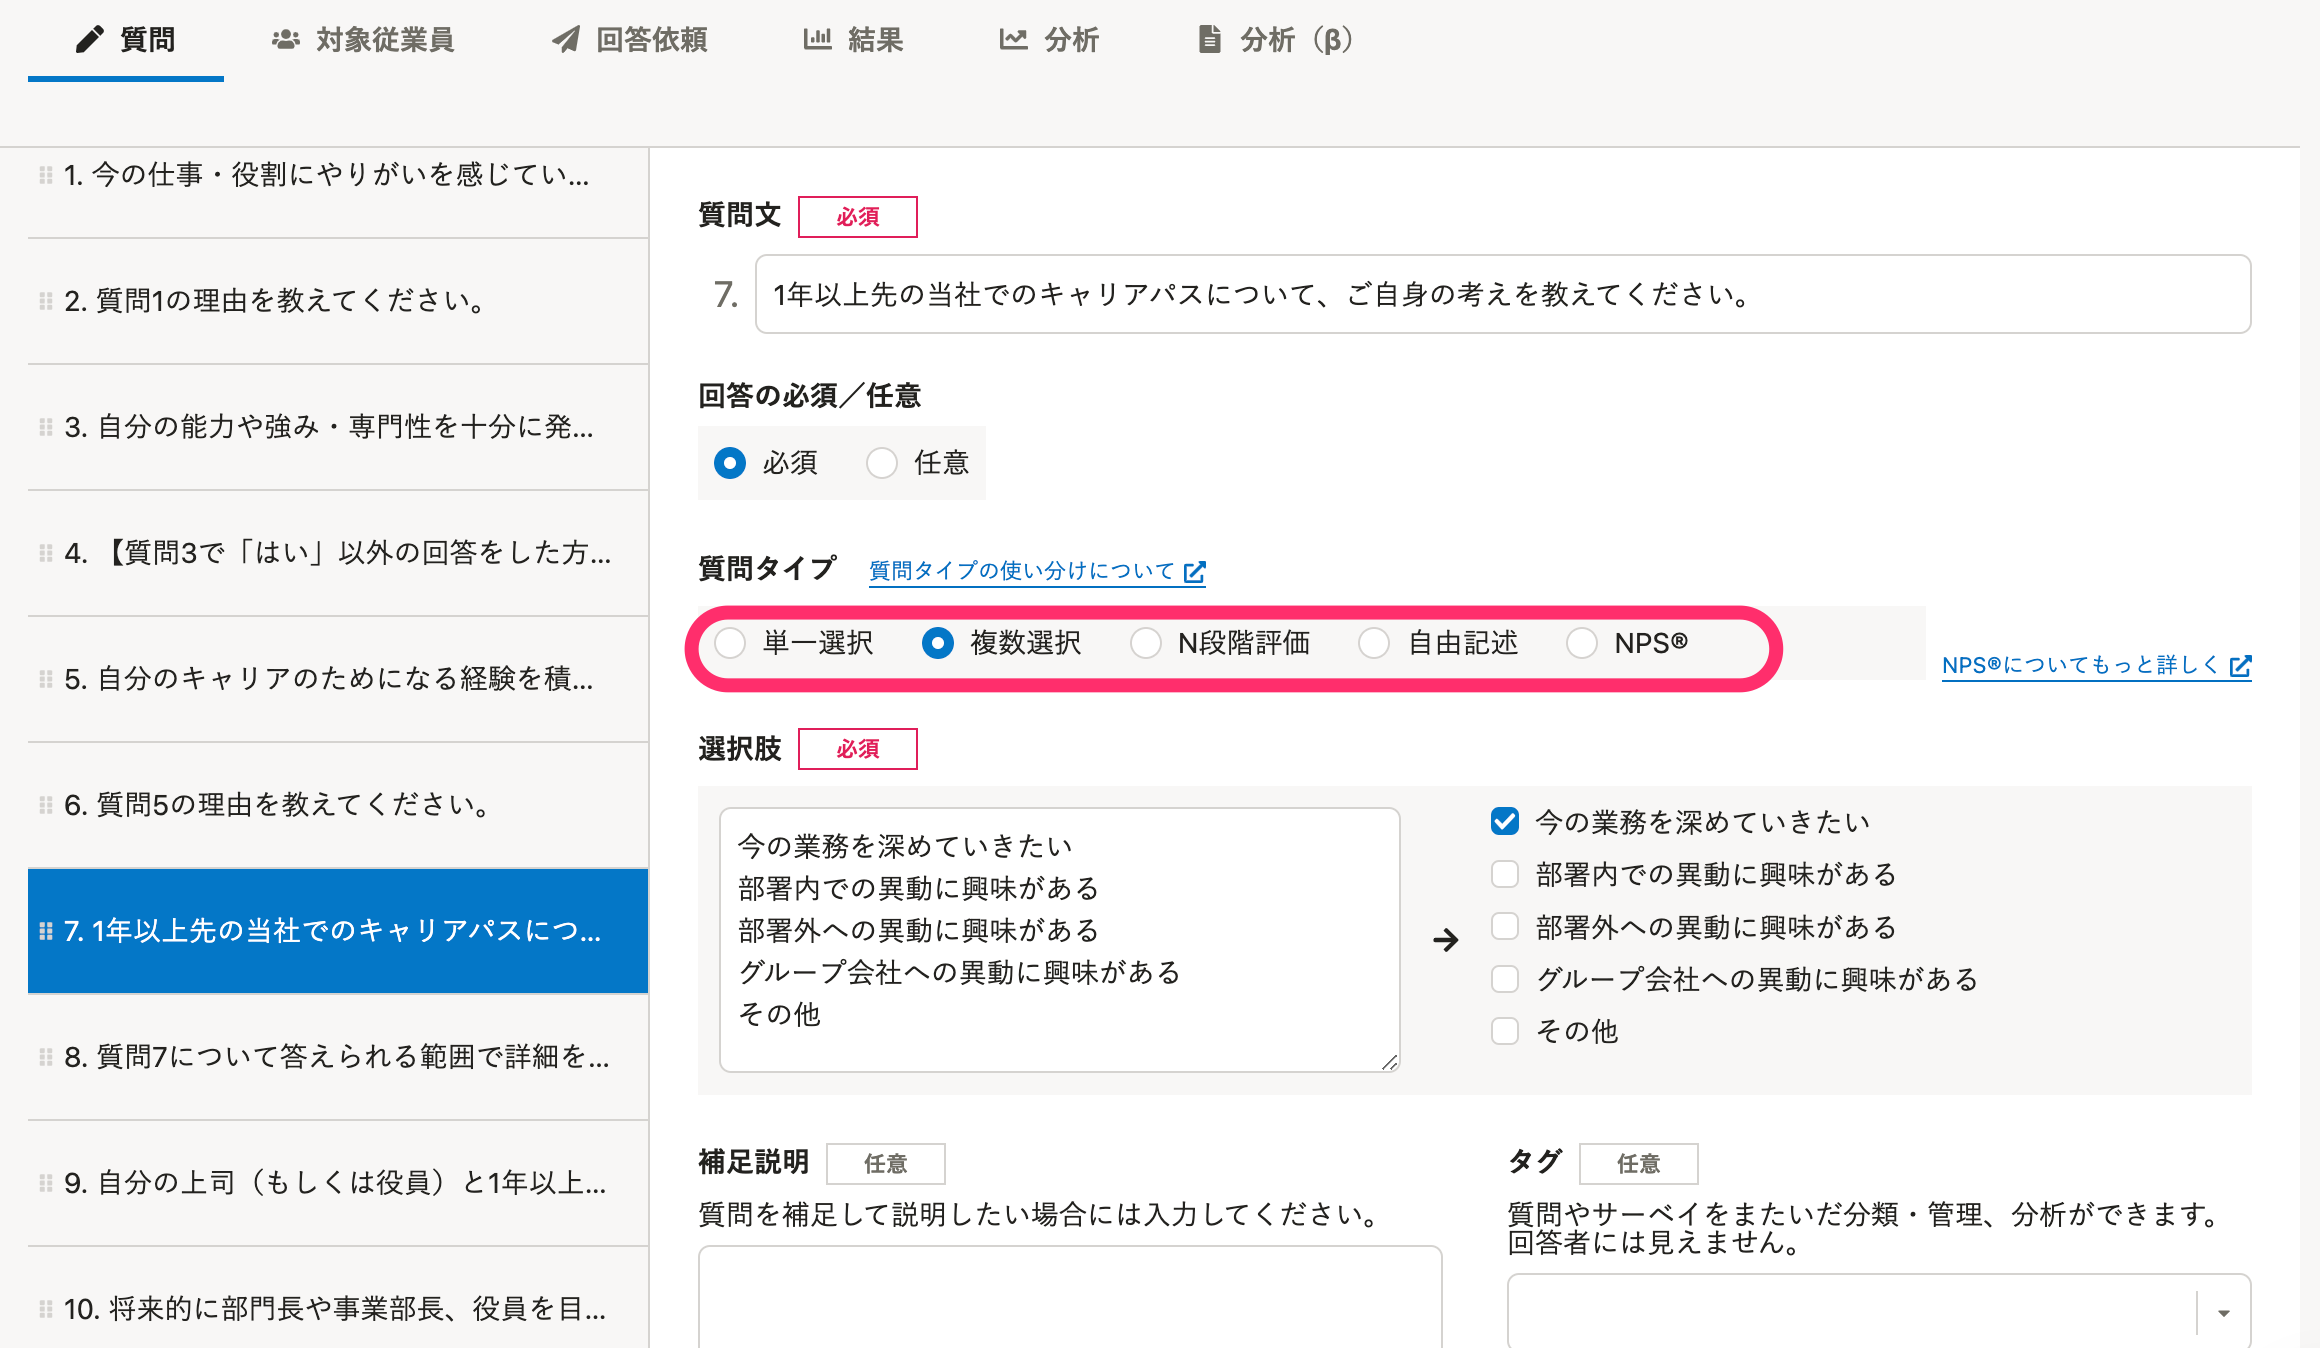 質問
対象従業員
回答依頼
結果
分析
分析（β）
1. 今の仕事・役割にやりがいを感じてい...
2. 質問1の理由を教えてください。
3. 自分の能力や強み・専門性を十分に発...
4. 【質問3で「はい」以外の回答をした方...
5. 自分のキャリアのためになる経験を積...
6. 質問5の理由を教えてください。
7. 1年以上先の当社でのキャリアパスにつ...
8. 質問7について答えられる範囲で詳細を...
9. 自分の上司（もしくは役員）と1年以上...
10. 将来的に部門長や事業部長、役員を目...
質問文 必須
7. 1年以上先の当社でのキャリアパスについて、ご自身の考えを教えてください。
回答の必須／任意
必須 任意
質問タイプ 質問タイプの使い分けについて
単一選択 複数選択 N段階評価 自由記述 NPS®
NPS®についてもっと詳しく
選択肢 必須
今の業務を深めていきたい
部署内での異動に興味がある
部署外への異動に興味がある
グループ会社への異動に興味がある
その他
今の業務を深めていきたい
部署内での異動に興味がある
部署外への異動に興味がある
グループ会社への異動に興味がある
その他
補足説明 任意
質問を補足して説明したい場合には入力してください。
タグ 任意
質問やサーベイをまたいだ分類・管理、分析ができます。
回答者には見えません。